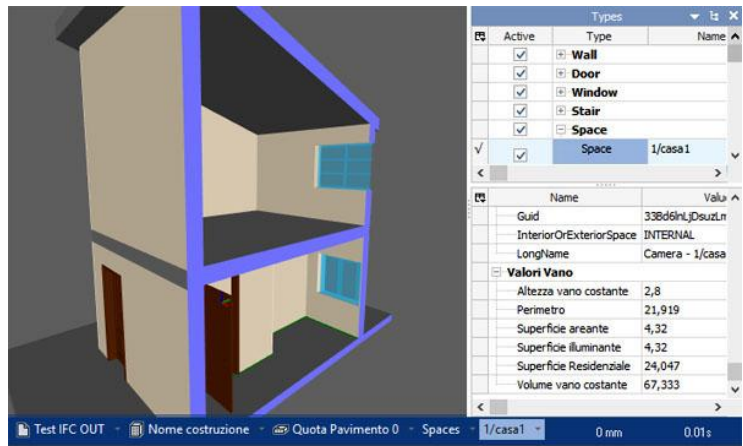 Types
Active Type Name
Wall
Door
Window
Stair
Space
Space 1/casa1
Name Valu
Guid 33Bd6lnLjDsuzLm
InteriorOrExteriorSpace INTERNAL
LongName Camera - 1/casa
Valori Vano
Altezza vano costante 2,8
Perimetro 21,919
Superficie areante 4,32
Superficie illuminante 4,32
Superficie Residenziale 24,047
Volume vano costante 67,333
Test IFC OUT Nome costruzione Quota Pavimento 0 Spaces 1/casa1 0 mm 0.01s